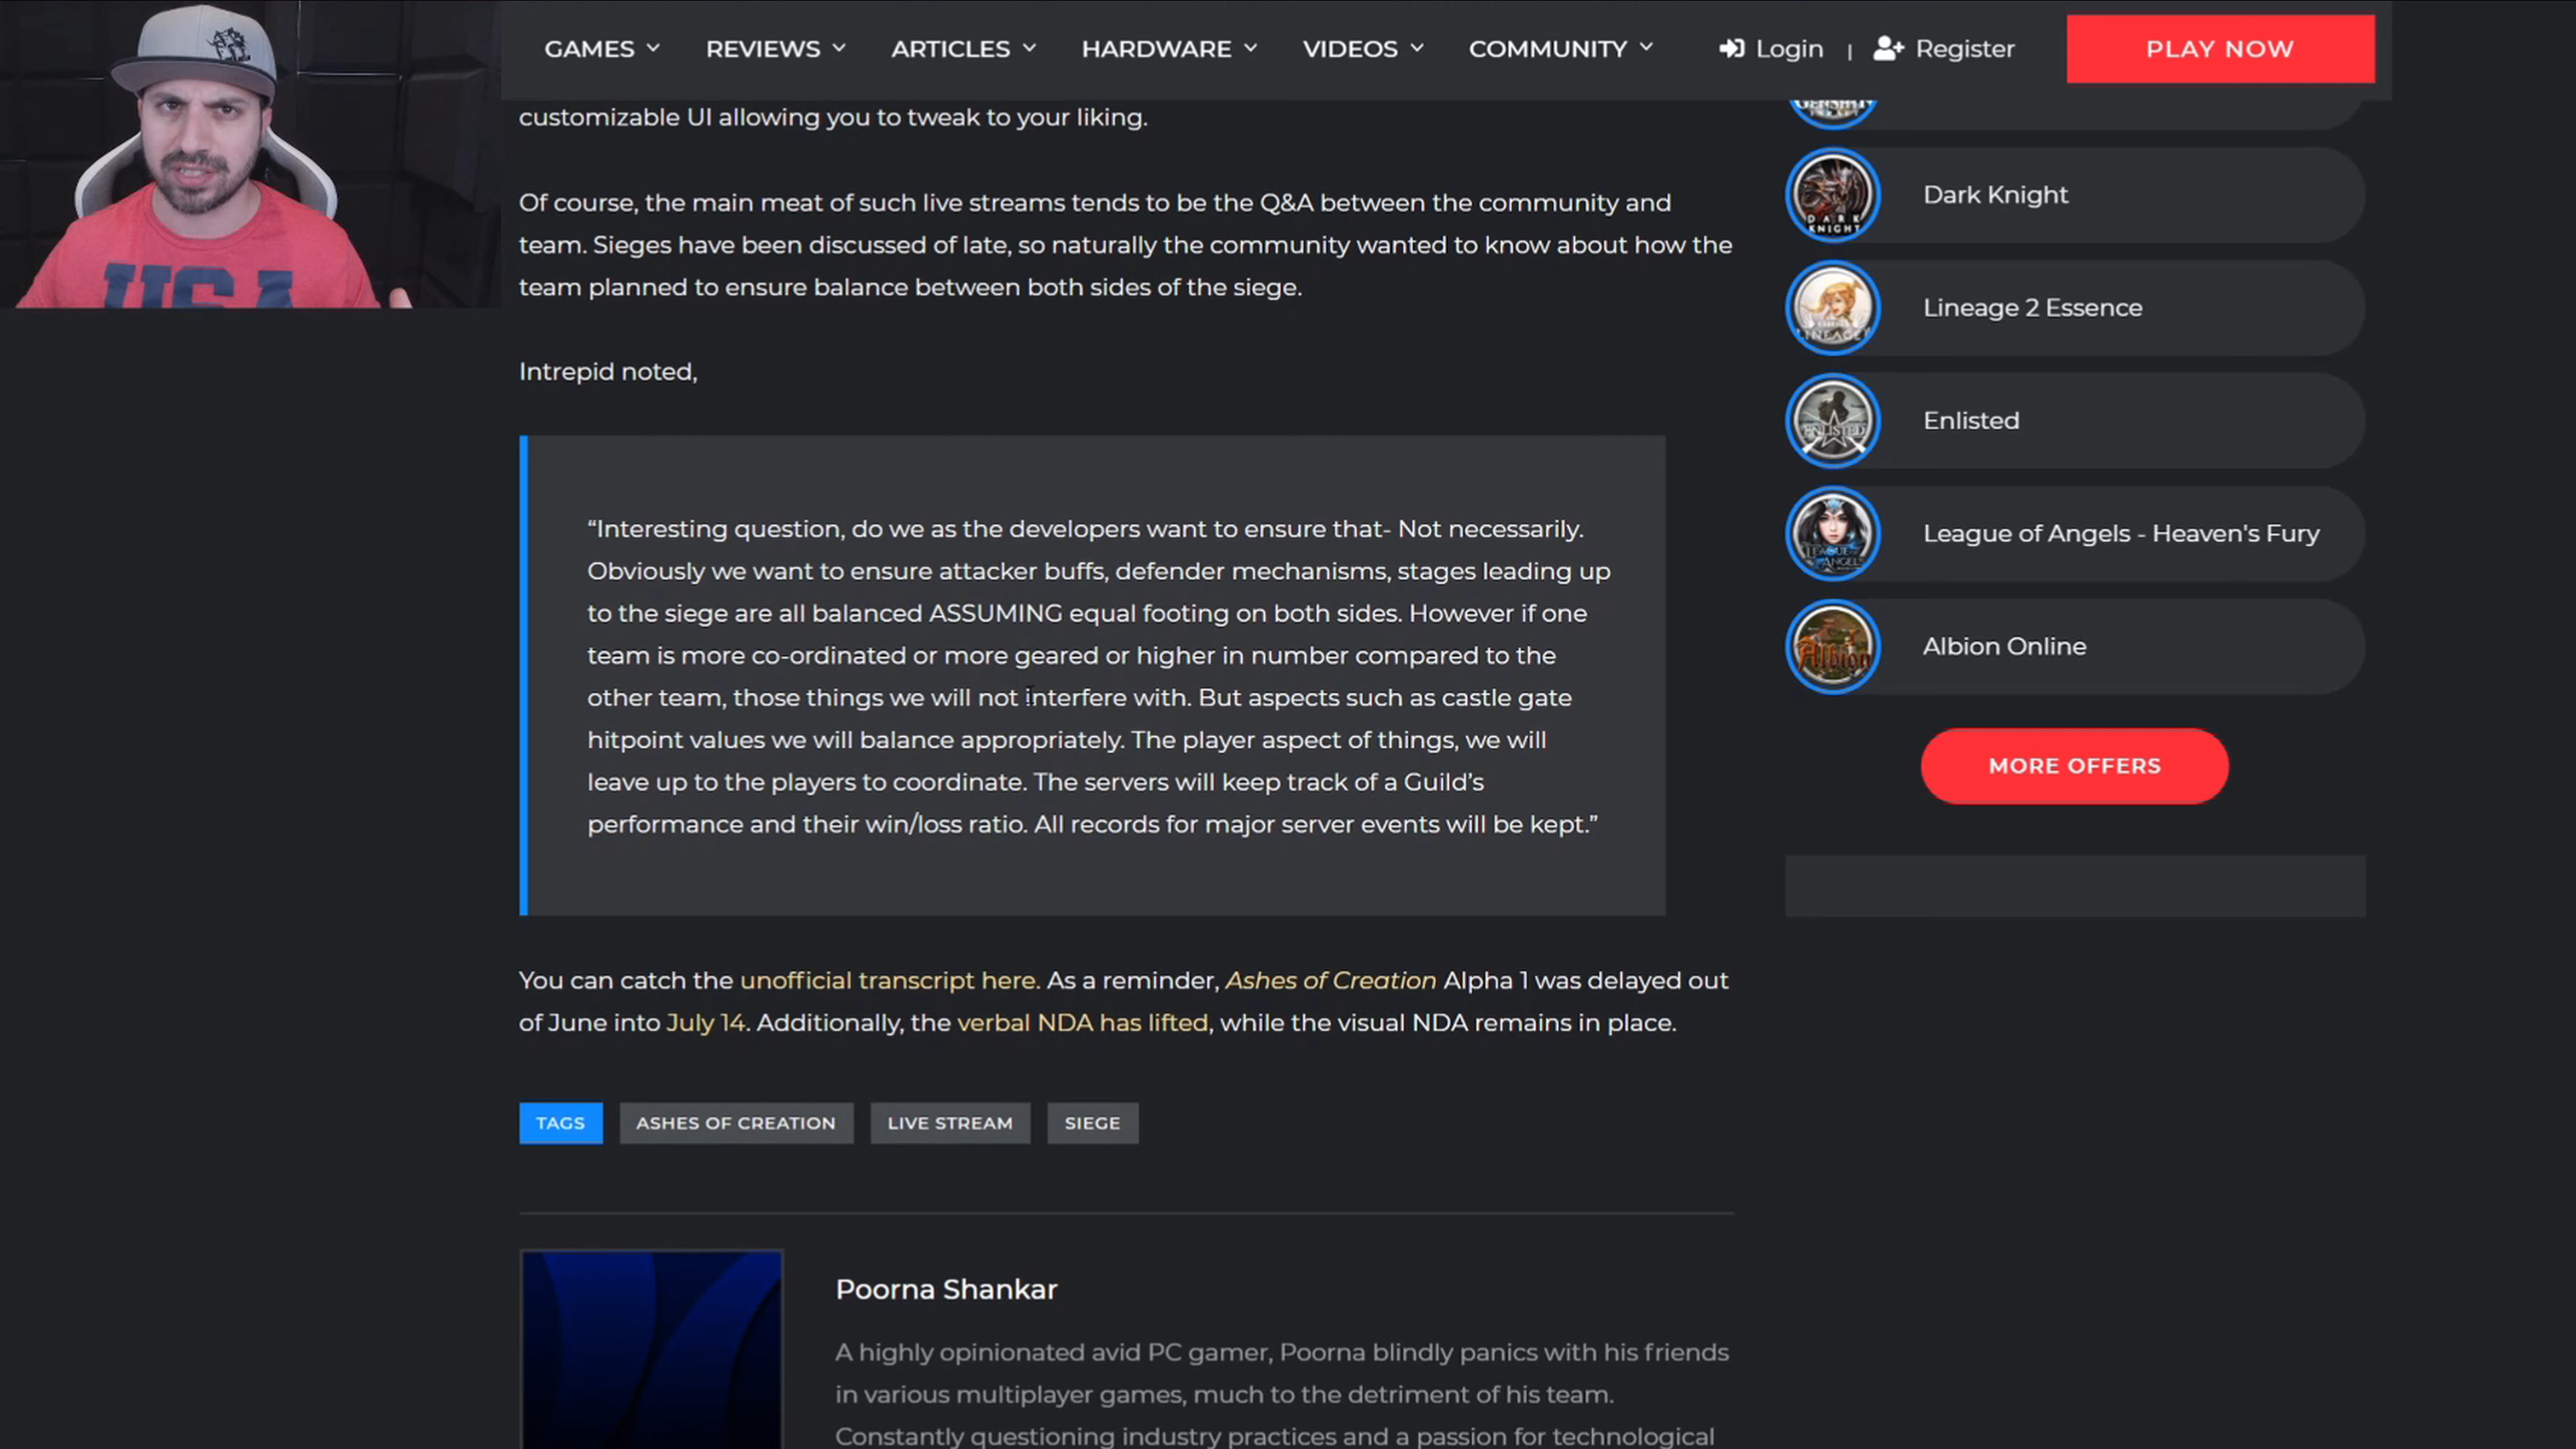 GAMES REVIEWS ARTICLES HARDWARE VIDEOS COMMUNITY Login | Register PLAY NOW
customizable UI allowing you to tweak to your liking.
Of course, the main meat of such live streams tends to be the Q&A between the community and
team. Sieges have been discussed of late, so naturally the community wanted to know about how the
team planned to ensure balance between both sides of the siege.
Intrepid noted,
“Interesting question, do we as the developers want to ensure that- Not necessarily.
Obviously we want to ensure attacker buffs, defender mechanisms, stages leading up
to the siege are all balanced ASSUMING equal footing on both sides. However if one
team is more co-ordinated or more geared or higher in number compared to the
other team, those things we will not interfere with. But aspects such as castle gate
hitpoint values we will balance appropriately. The player aspect of things, we will
leave up to the players to coordinate. The servers will keep track of a Guild’s
performance and their win/loss ratio. All records for major server events will be kept.”
You can catch the unofficial transcript here. As a reminder, Ashes of Creation Alpha 1 was delayed out
of June into July 14. Additionally, the verbal NDA has lifted, while the visual NDA remains in place.
TAGS ASHES OF CREATION LIVE STREAM SIEGE
Poorna Shankar
A highly opinionated avid PC gamer, Poorna blindly panics with his friends
in various multiplayer games, much to the detriment of his team.
Constantly questioning industry practices and a passion for technological
GENSHIN
DARK
KNIGHT
Dark Knight
LINEAGE
Lineage 2 Essence
ENLISTED
Enlisted
LEAGUE
ANGELS
League of Angels - Heaven's Fury
Albion
Albion Online
MORE OFFERS
USA